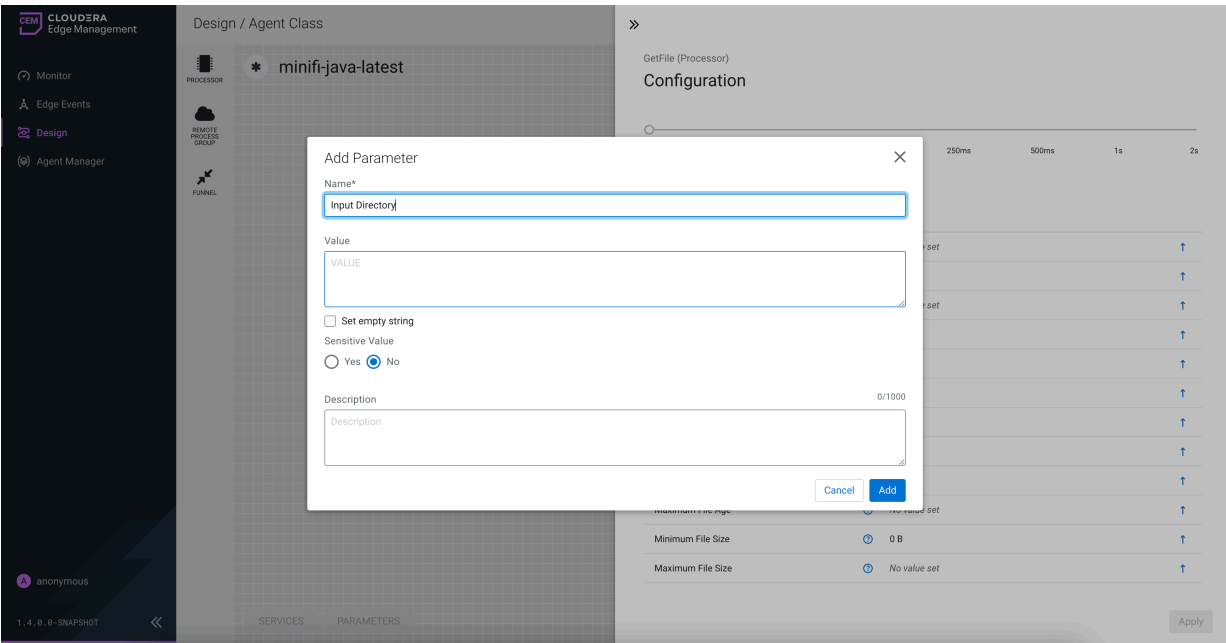 CEM CLOUDERA
Edge Management
Design / Agent Class
Monitor
Edge Events
Design
Agent Manager
PROCESSOR
REMOTE
PROCESS
GROUP
FUNNEL
minifi-java-latest
GetFile (Processor)
Configuration
250ms 500ms 1s 2s
Add Parameter
Name*
Input Directory
Value
VALUE
Set empty string
Sensitive Value
Yes No
Description 0/1000
Description
Cancel Add
set
set
Maximum File Age No value set
Minimum File Size 0 B
Maximum File Size No value set
A anonymous
1.4.0.0-SNAPSHOT
SERVICES PARAMETERS
Apply